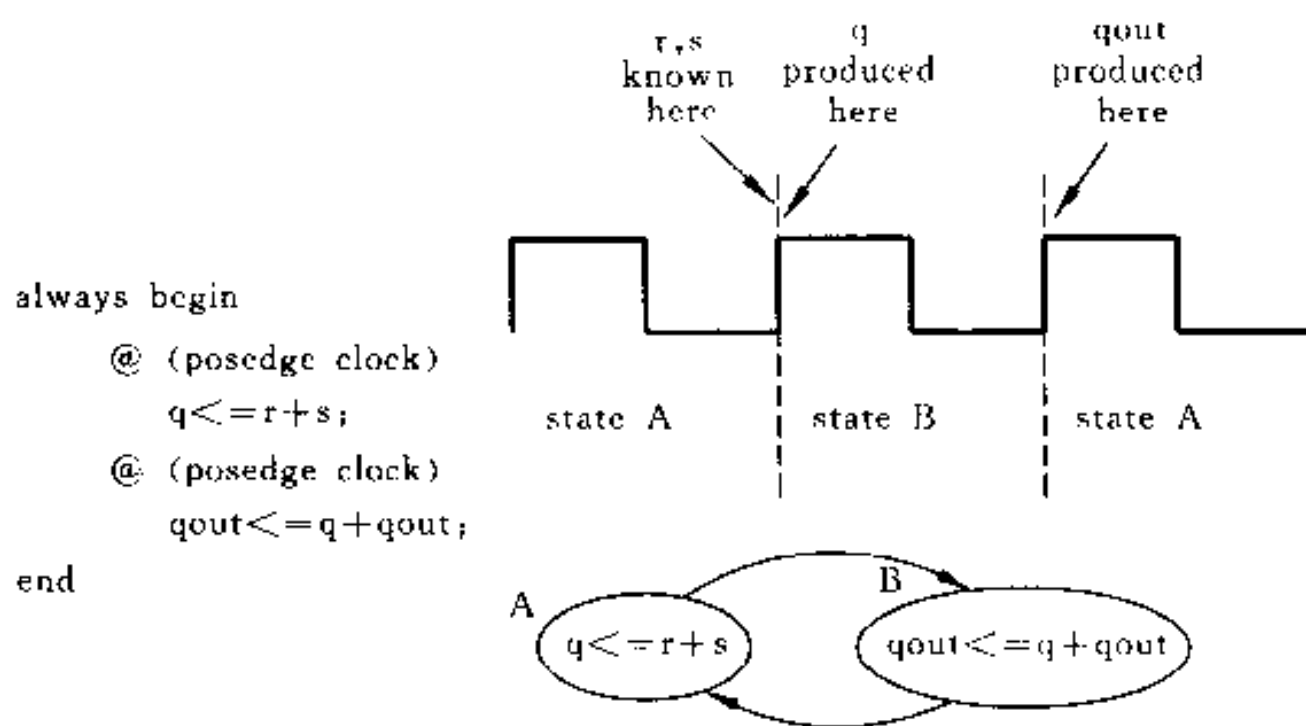 r,s
known
here
q
produced
here
qout
produced
here
always begin
@ (posedge clock)
q<=r+s;
@ (posedge clock)
qout<=q+qout;
end
state A
state B
state A
A
q<=r+s
B
qout<=q+qout